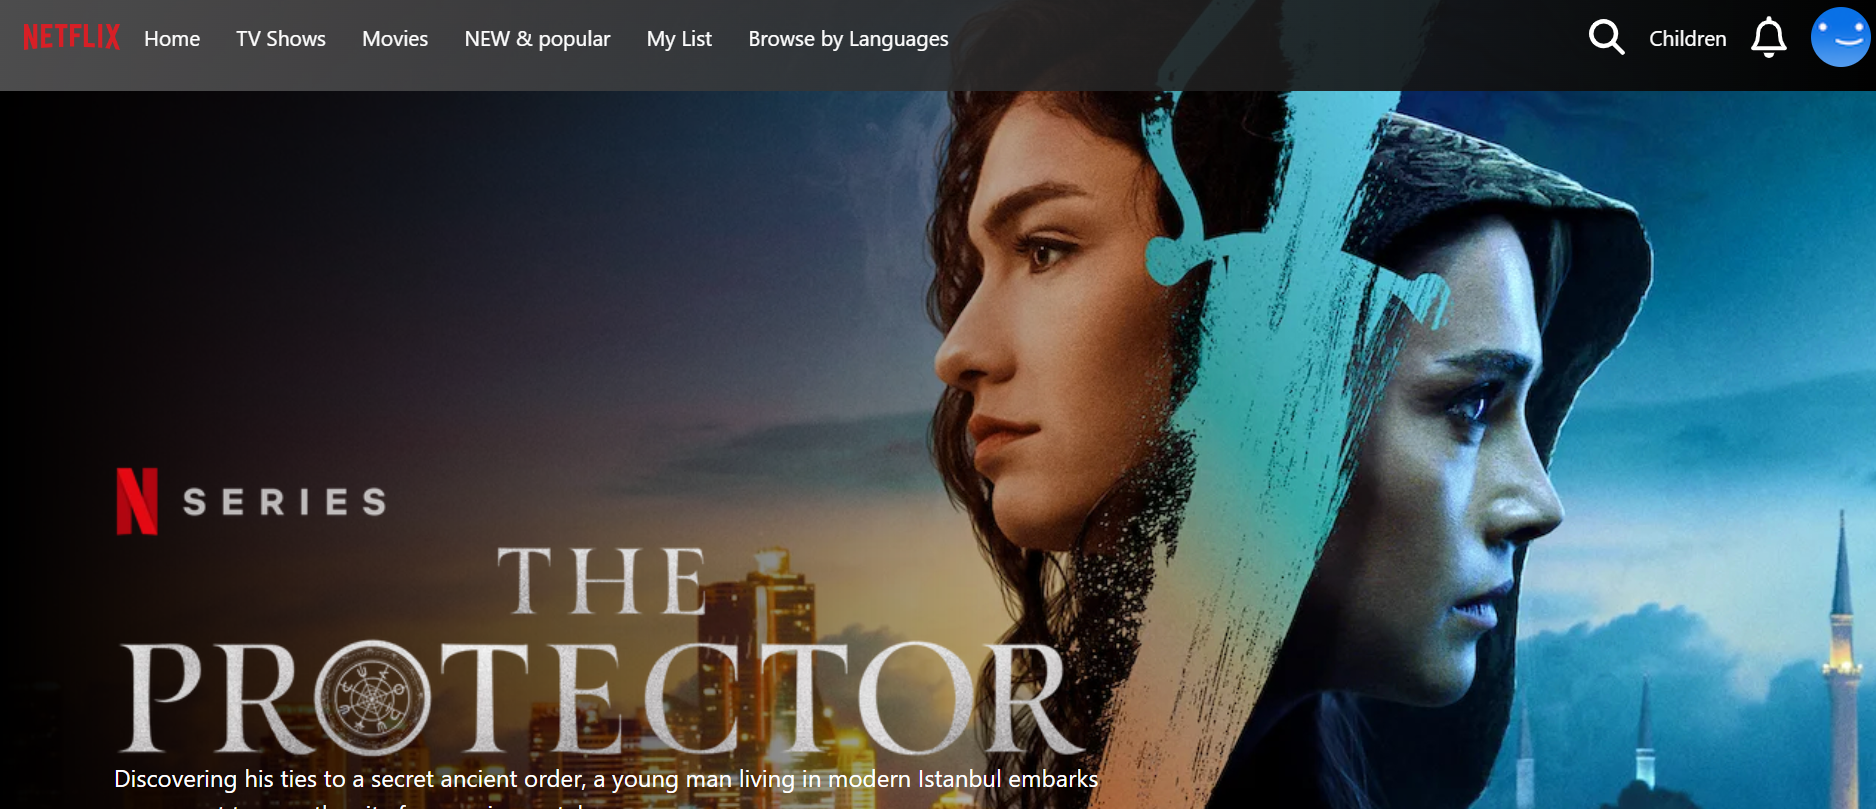 NETFLIX Home TV Shows Movies NEW & popular My List Browse by Languages Children
N SERIES
THE
PROTECTOR
Discovering his ties to a secret ancient order, a young man living in modern Istanbul embarks